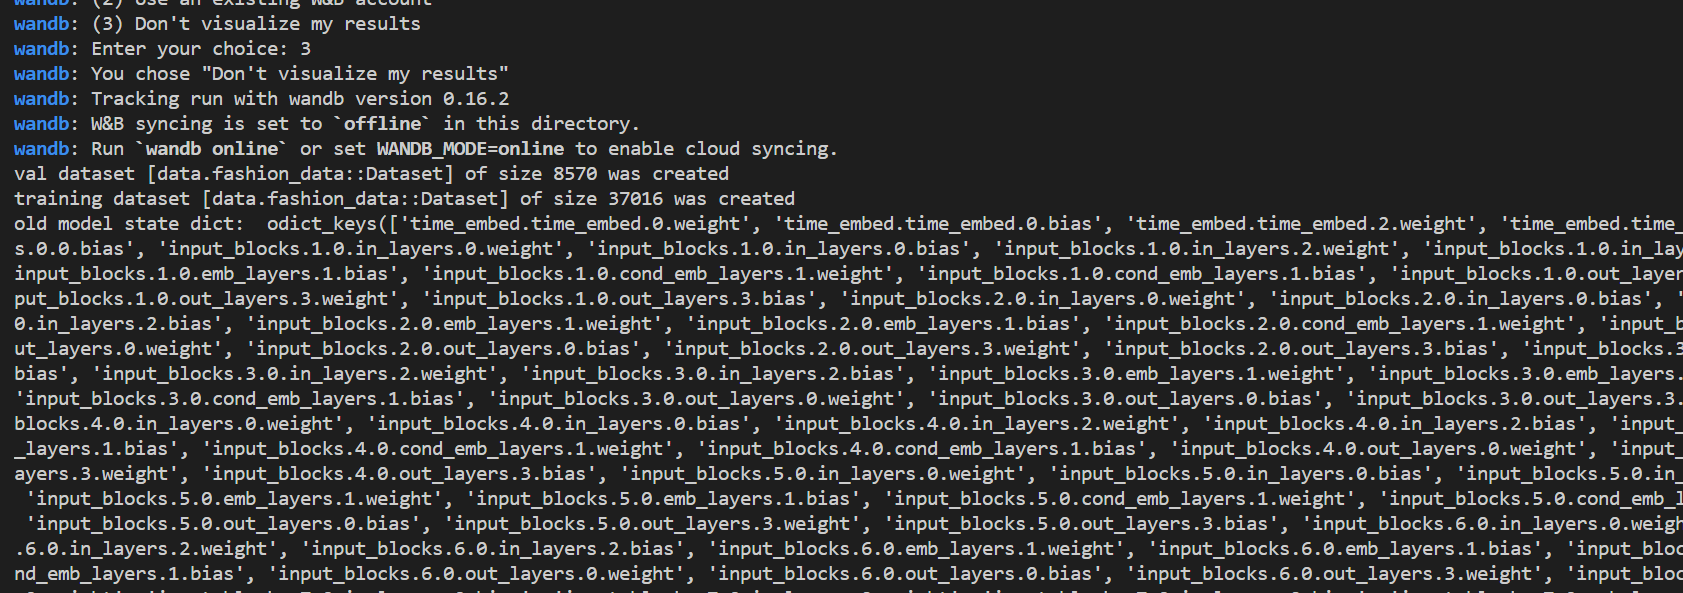 wandb: (2) Use an existing W&B account
wandb: (3) Don't visualize my results
wandb: Enter your choice: 3
wandb: You chose "Don't visualize my results"
wandb: Tracking run with wandb version 0.16.2
wandb: W&B syncing is set to `offline` in this directory.
wandb: Run `wandb online` or set WANDB_MODE=online to enable cloud syncing.
val dataset [data.fashion_data::Dataset] of size 8570 was created
training dataset [data.fashion_data::Dataset] of size 37016 was created
old model state dict:  odict_keys(['time_embed.time_embed.0.weight', 'time_embed.time_embed.0.bias', 'time_embed.time_embed.2.weight', 'time_embed.time_
s.0.0.bias', 'input_blocks.1.0.in_layers.0.weight', 'input_blocks.1.0.in_layers.0.bias', 'input_blocks.1.0.in_layers.2.weight', 'input_blocks.1.0.in_lay
input_blocks.1.0.emb_layers.1.bias', 'input_blocks.1.0.cond_emb_layers.1.weight', 'input_blocks.1.0.cond_emb_layers.1.bias', 'input_blocks.1.0.out_layer
put_blocks.1.0.out_layers.3.weight', 'input_blocks.1.0.out_layers.3.bias', 'input_blocks.2.0.in_layers.0.weight', 'input_blocks.2.0.in_layers.0.bias', '
0.in_layers.2.bias', 'input_blocks.2.0.emb_layers.1.weight', 'input_blocks.2.0.emb_layers.1.bias', 'input_blocks.2.0.cond_emb_layers.1.weight', 'input_b
ut_layers.0.weight', 'input_blocks.2.0.out_layers.0.bias', 'input_blocks.2.0.out_layers.3.weight', 'input_blocks.2.0.out_layers.3.bias', 'input_blocks.3
bias', 'input_blocks.3.0.in_layers.2.weight', 'input_blocks.3.0.in_layers.2.bias', 'input_blocks.3.0.emb_layers.1.weight', 'input_blocks.3.0.emb_layers.
'input_blocks.3.0.cond_emb_layers.1.bias', 'input_blocks.3.0.out_layers.0.weight', 'input_blocks.3.0.out_layers.0.bias', 'input_blocks.3.0.out_layers.3.
blocks.4.0.in_layers.0.weight', 'input_blocks.4.0.in_layers.0.bias', 'input_blocks.4.0.in_layers.2.weight', 'input_blocks.4.0.in_layers.2.bias', 'input_
_layers.1.bias', 'input_blocks.4.0.cond_emb_layers.1.weight', 'input_blocks.4.0.cond_emb_layers.1.bias', 'input_blocks.4.0.out_layers.0.weight', 'input_
ayers.3.weight', 'input_blocks.4.0.out_layers.3.bias', 'input_blocks.5.0.in_layers.0.weight', 'input_blocks.5.0.in_layers.0.bias', 'input_blocks.5.0.in_
'input_blocks.5.0.emb_layers.1.weight', 'input_blocks.5.0.emb_layers.1.bias', 'input_blocks.5.0.cond_emb_layers.1.weight', 'input_blocks.5.0.cond_emb_l
'input_blocks.5.0.out_layers.0.bias', 'input_blocks.5.0.out_layers.3.weight', 'input_blocks.5.0.out_layers.3.bias', 'input_blocks.6.0.in_layers.0.weigh
.6.0.in_layers.2.weight', 'input_blocks.6.0.in_layers.2.bias', 'input_blocks.6.0.emb_layers.1.weight', 'input_blocks.6.0.emb_layers.1.bias', 'input_bloc
nd_emb_layers.1.bias', 'input_blocks.6.0.out_layers.0.weight', 'input_blocks.6.0.out_layers.0.bias', 'input_blocks.6.0.out_layers.3.weight', 'input_bloc